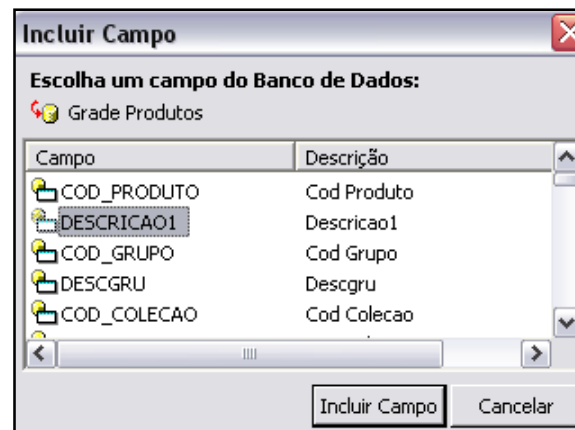 Incluir Campo
Escolha um campo do Banco de Dados:
Grade Produtos
Campo Descrição
COD_PRODUTO Cod Produto
DESCRICAO1 Descricao1
COD_GRUPO Cod Grupo
DESCGRU Descgru
COD_COLECAO Cod Colecao
Incluir Campo Cancelar